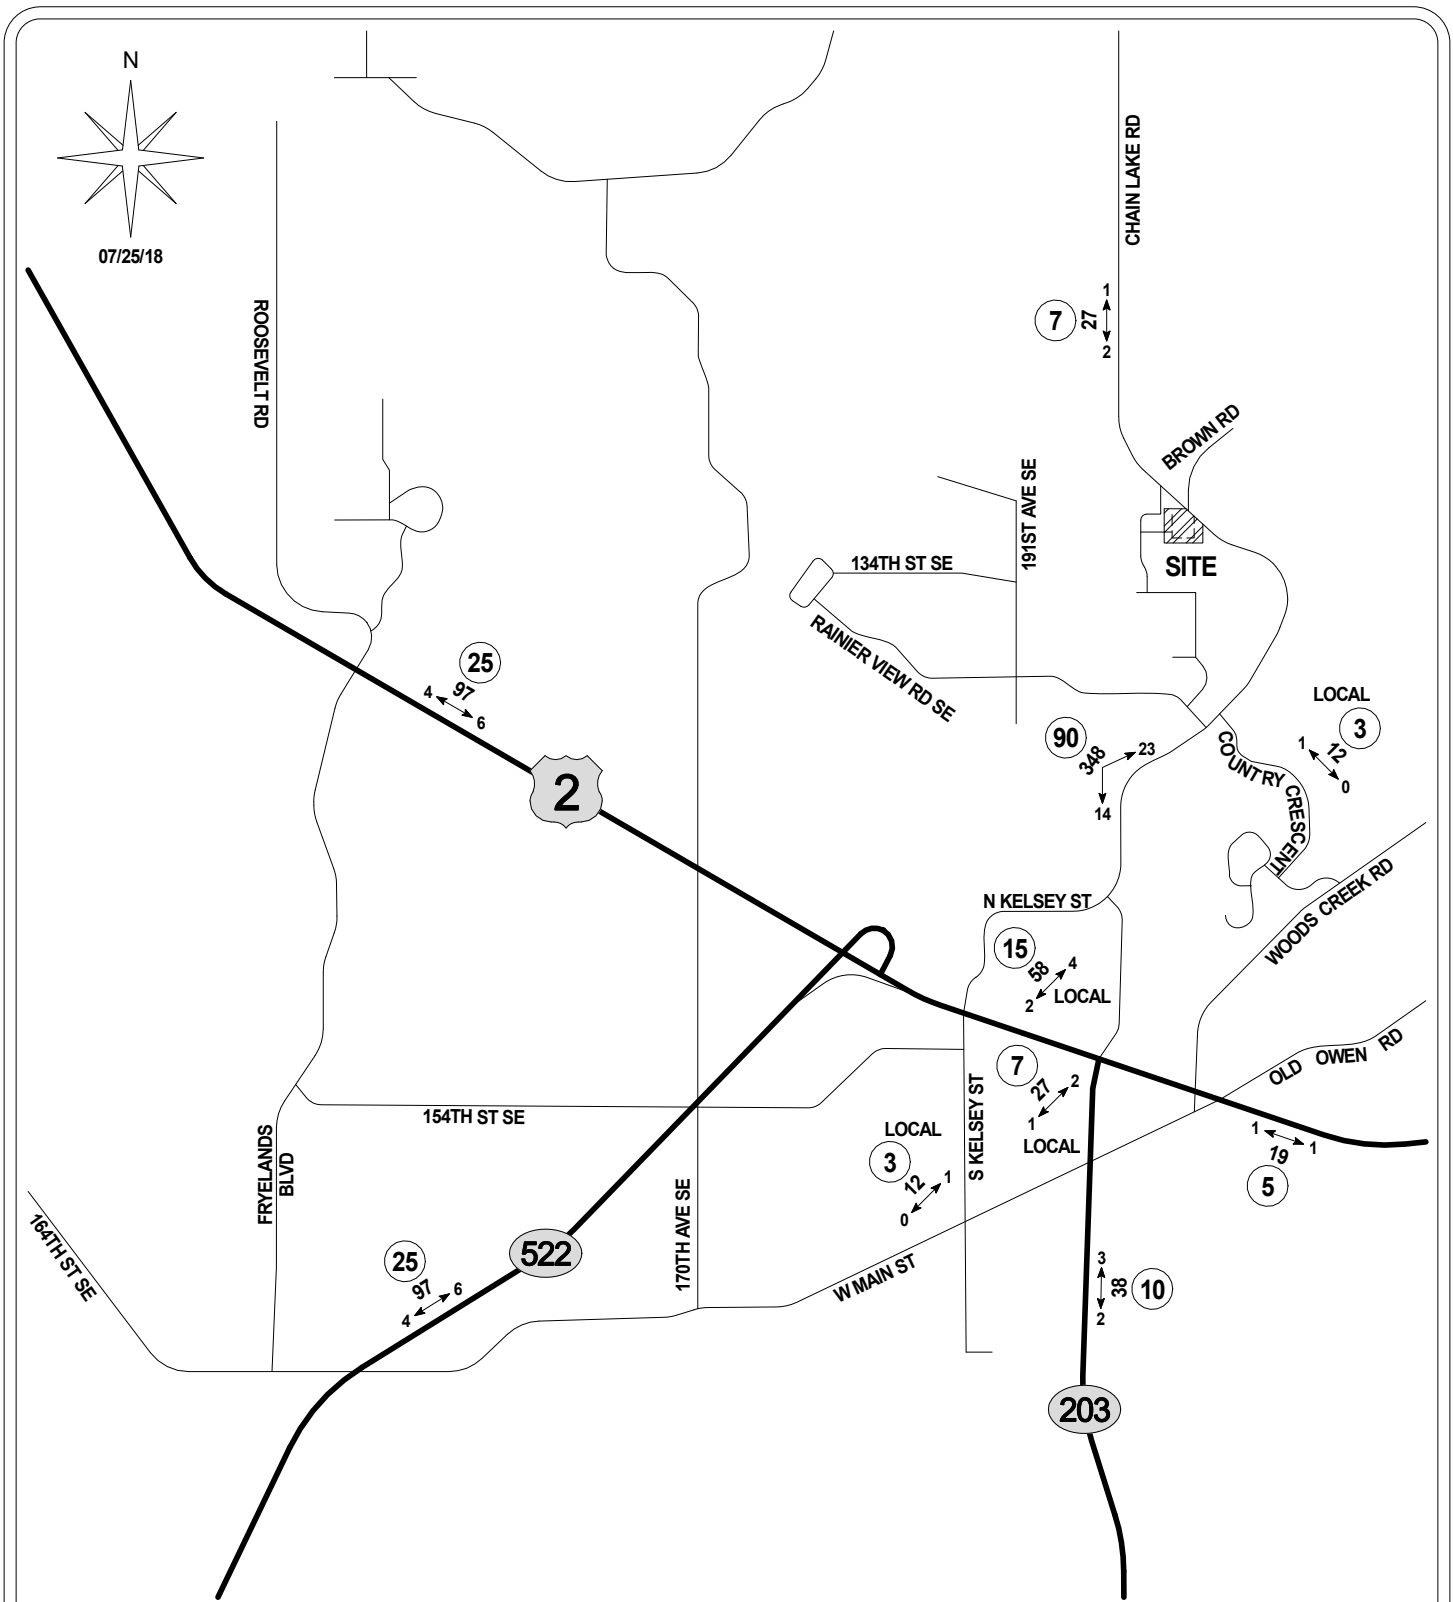 N
07/25/18
CHAIN LAKE RD
ROOSEVELT RD
1
7
27
2
BROWN RD
191ST AVE SE
134TH ST SE
SITE
RAINIER VIEW RD SE
25
4
97
6
LOCAL
3
1
12
0
90
348
23
14
COUNTRY CRESCENT
2
N KELSEY ST
WOODS CREEK RD
15
58
4
2
LOCAL
OLD OWEN RD
7
27
2
1
LOCAL
S KELSEY ST
154TH ST SE
FRYELANDS
BLVD
LOCAL
3
12
1
0
1
19
1
5
170TH AVE SE
164TH ST SE
522
25
97
6
4
W MAIN ST
3
38
10
2
203